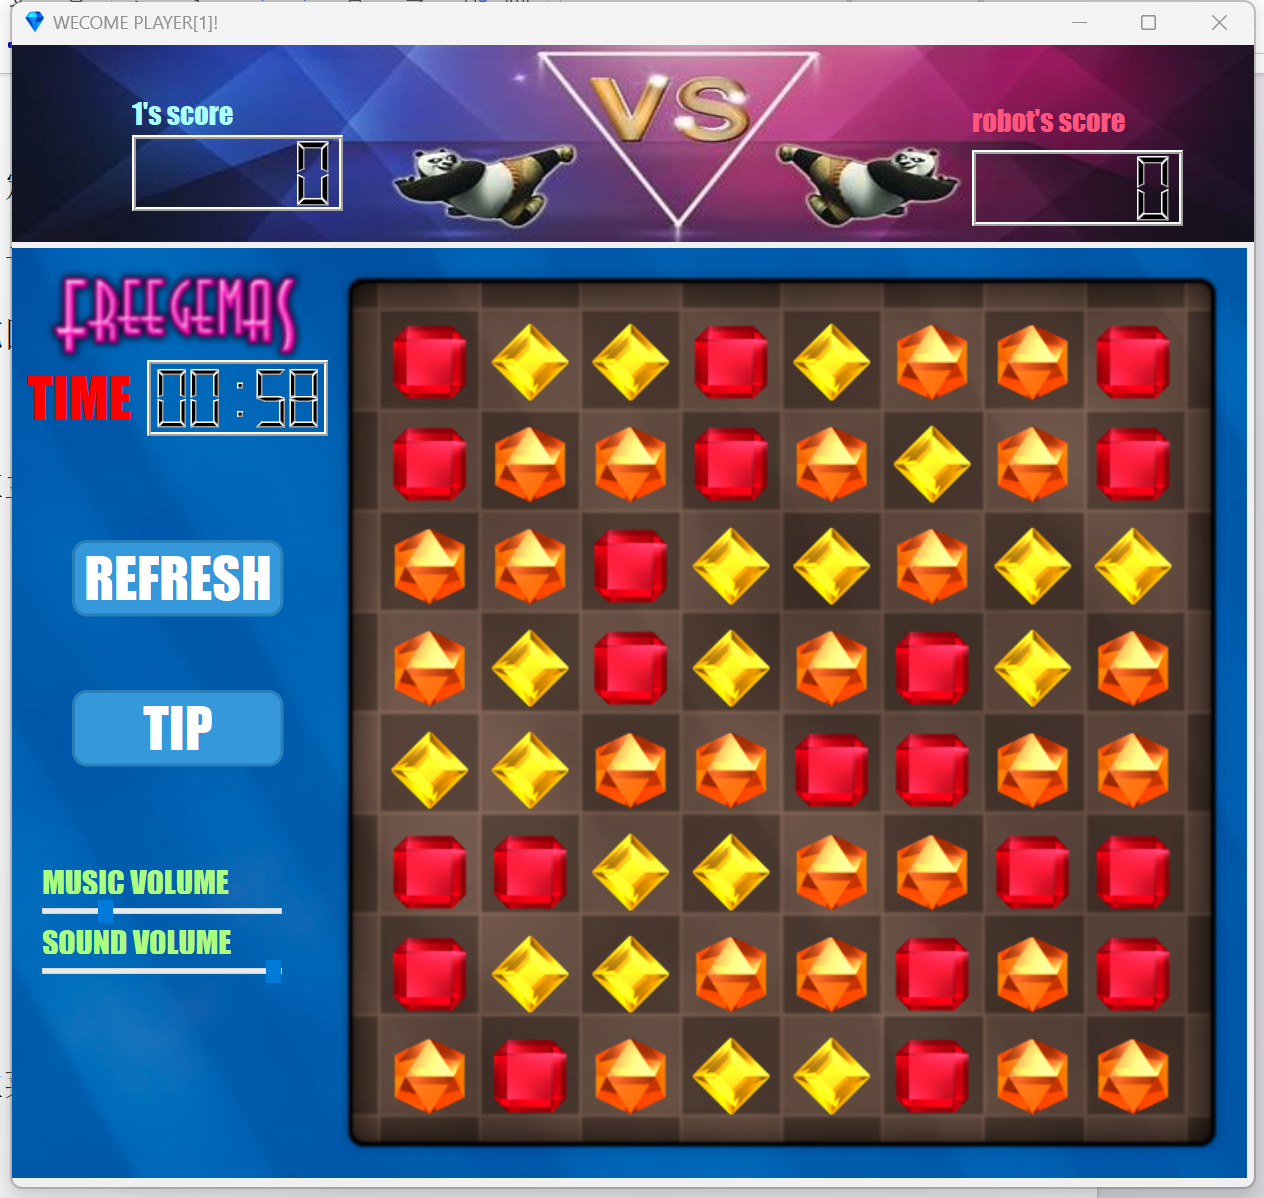 WECOME PLAYER[1]!
VS
1's score
robot's score
0
0
FREEGEMAS
TIME 00:58
REFRESH
TIP
MUSIC VOLUME
SOUND VOLUME